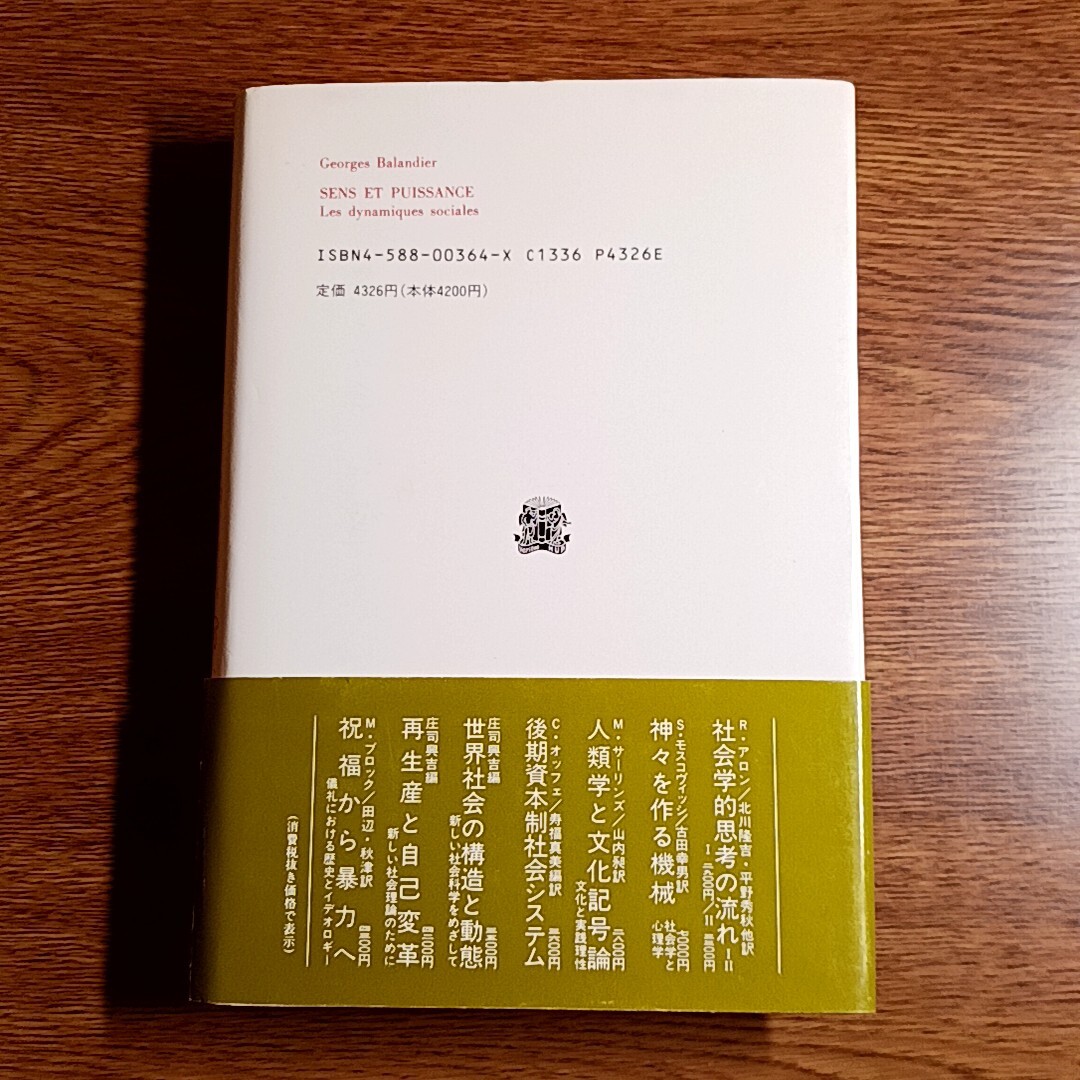 Georges Balandier
SENS ET PUISSANCE
Les dynamiques sociales
ISBN4-588-00364-X C1336 P4326E
定価 4326円(本体4200円)
R・アロン/北川隆吉・平野秀秋他訳
社会学的思考の流れ I II
S・モスコヴィッシ/古田幸男訳
神々を作る機械 社会学と心理学 七〇〇〇円
M・サーリンズ/山内昶訳
人類学と文化記号論
文化と実践理性
C・オッフェ/寿福真美編訳
後期資本制社会システム
庄司興吉編
世界社会の構造と動態
新しい社会科学をめざして
庄司興吉編
再生産と自己変革
新しい社会理論のために
M・ブロック/田辺・秋津訳
祝福から暴力へ
儀礼における歴史とイデオロギー
(消費税抜き価格で表示)